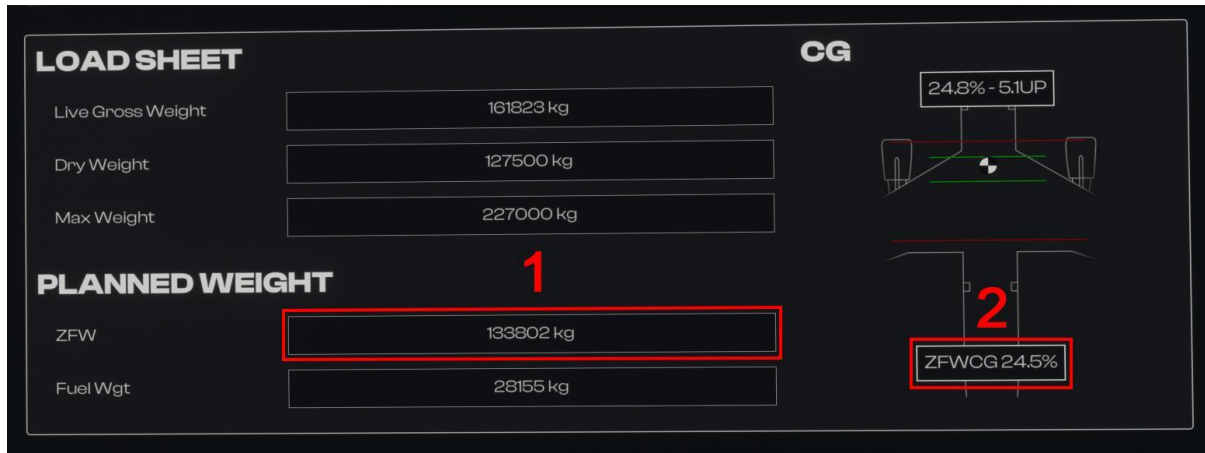 LOAD SHEET
Live Gross Weight 161823 kg
Dry Weight 127500 kg
Max Weight 227000 kg
1
PLANNED WEIGHT
ZFW 133802 kg
Fuel Wgt 28155 kg
CG
24.8% - 5.1UP
2
ZFWCG 24.5%